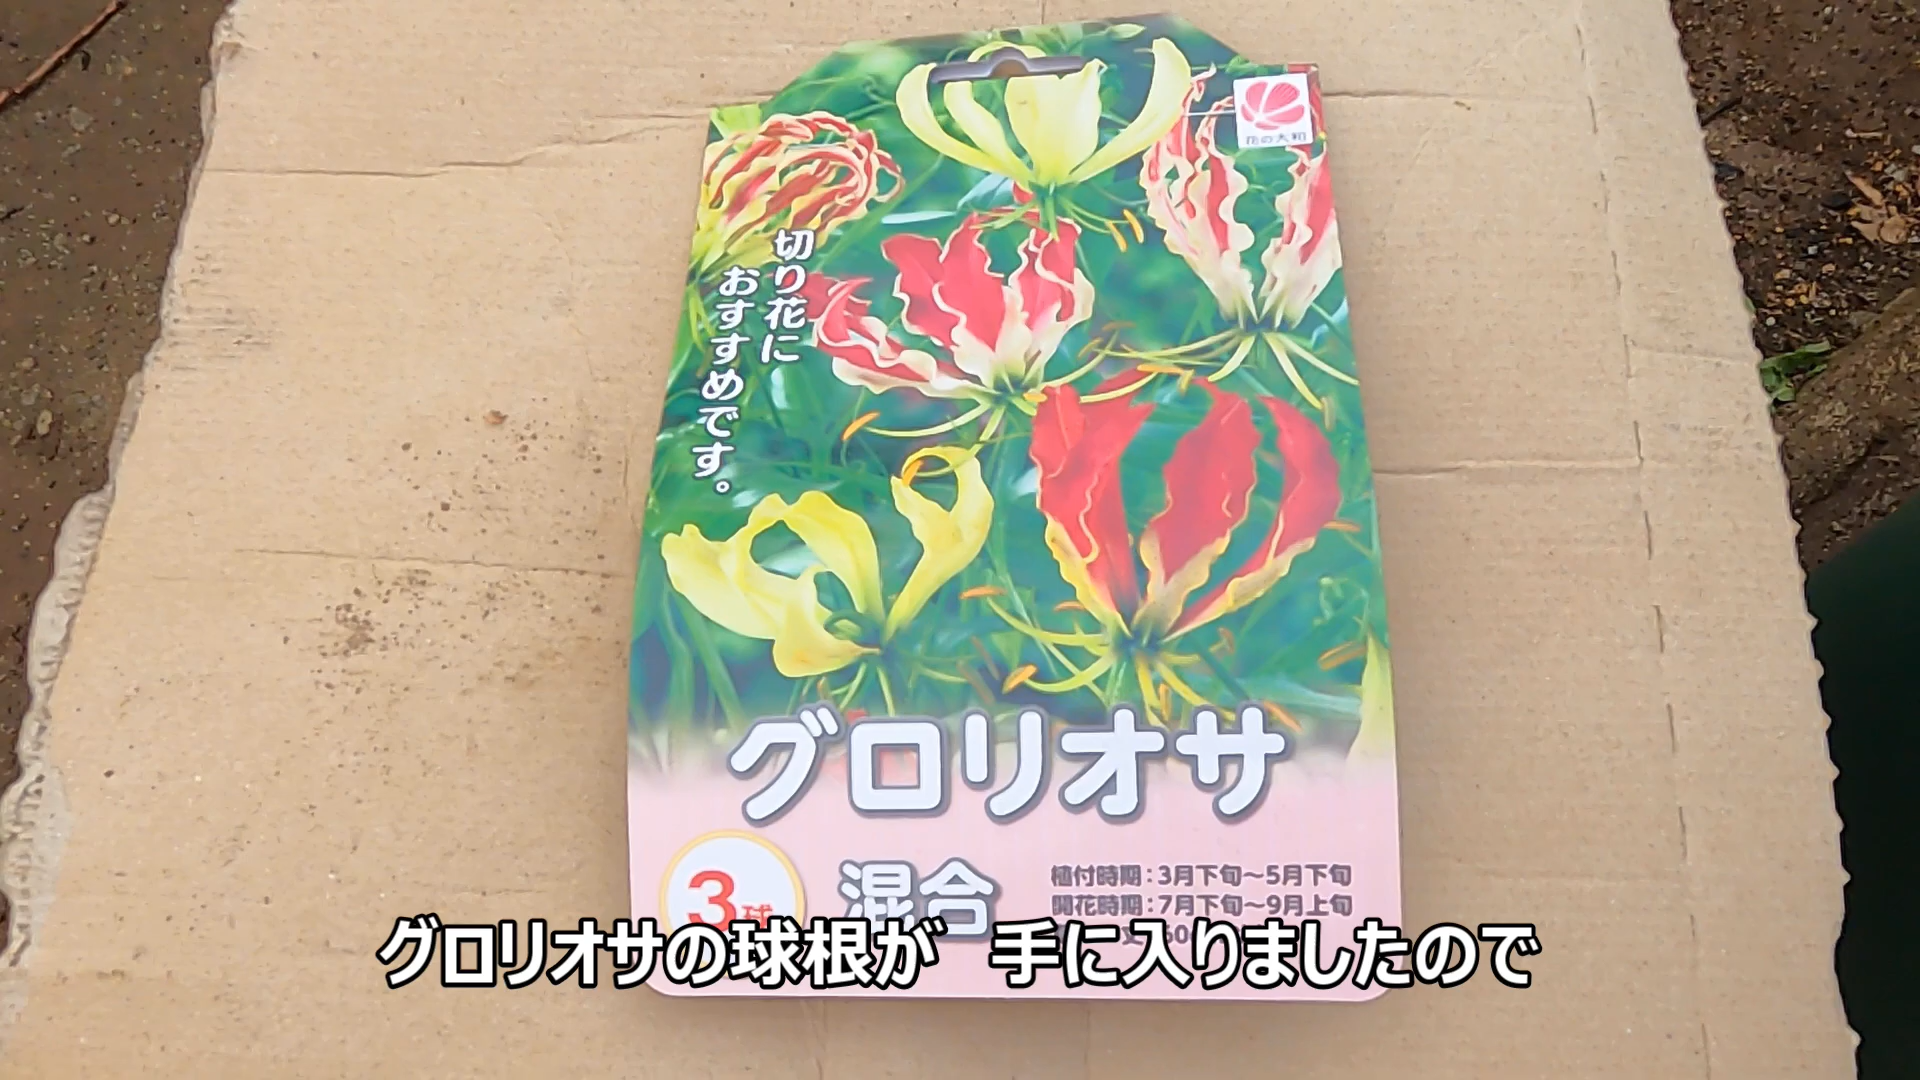 花の大和
切り花に
おすすめです。
グロリオサ
3球
混合
植付時期:3月下旬～5月下旬
開花時期:7月下旬～9月上旬
グロリオサの球根が　手に入りましたので